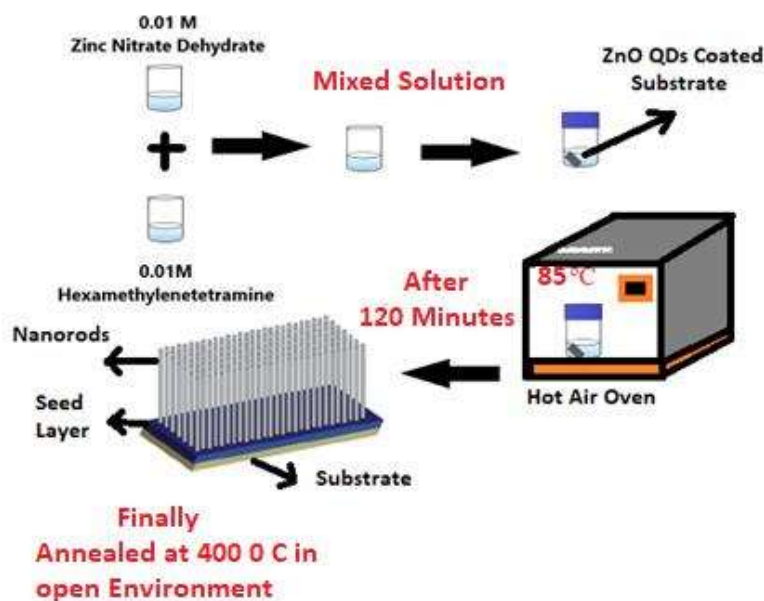 0.01 M
Zinc Nitrate Dehydrate
Mixed Solution
ZnO QDs Coated
Substrate
0.01M
Hexamethylenetetramine
85℃
After
120 Minutes
Hot Air Oven
Nanorods
Seed
Layer
Substrate
Finally
Annealed at 400 0 C in
open Environment